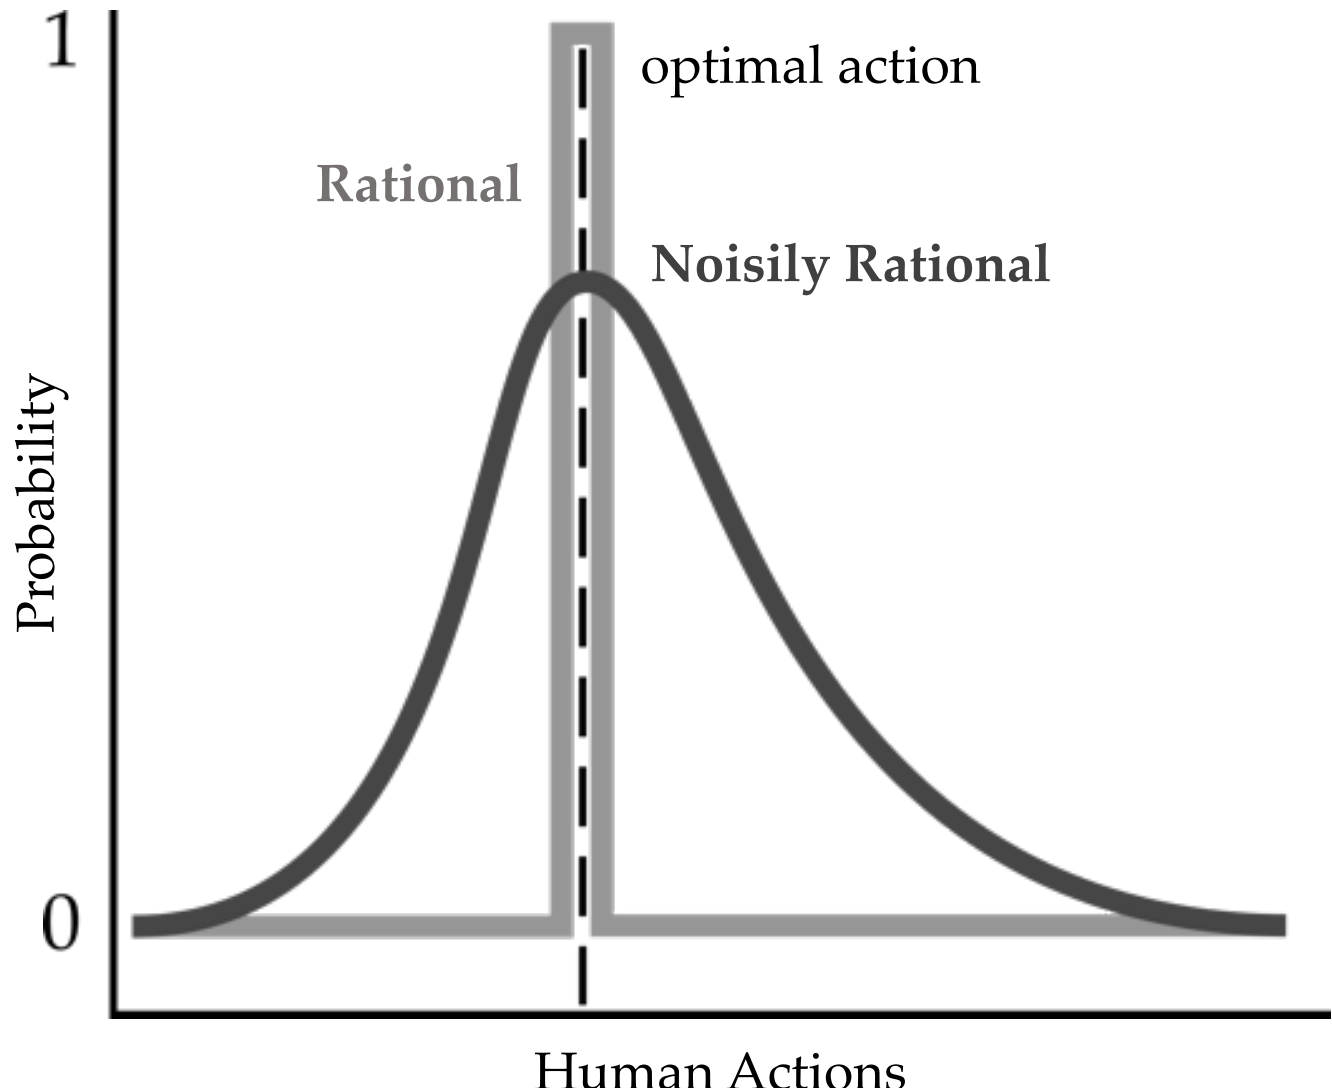 1
optimal action
Rational
Noisily Rational
Probability
0
Human Actions